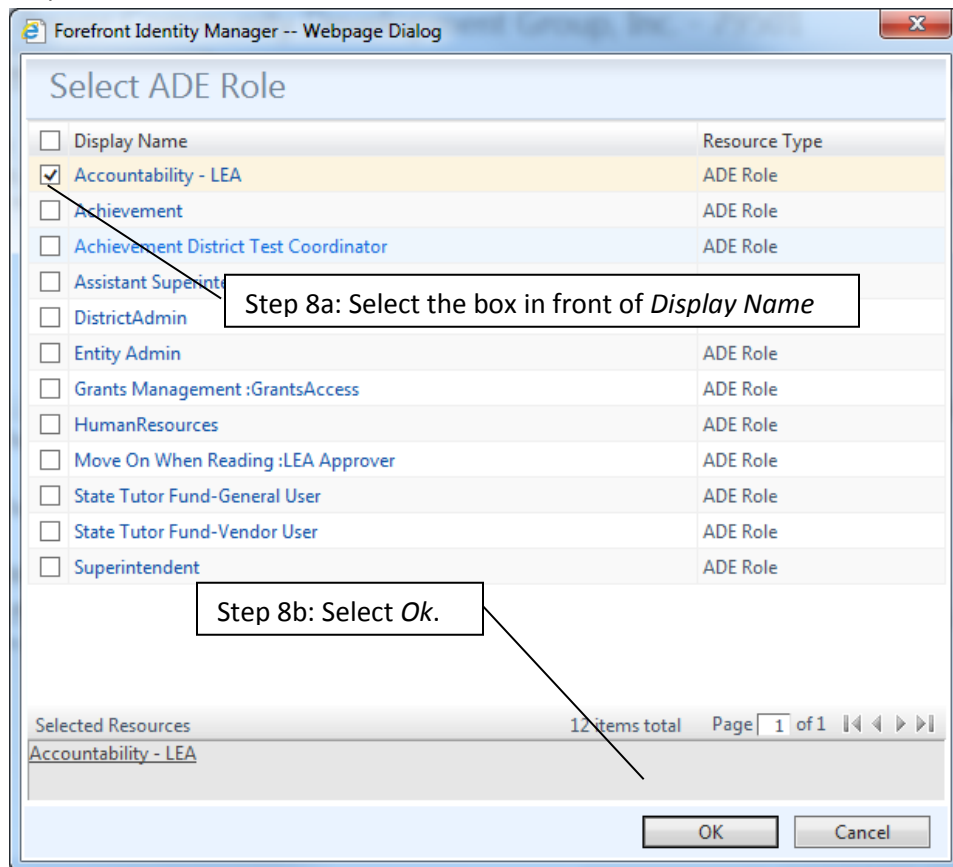 Forefront Identity Manager -- Webpage Dialog
Select ADE Role
Display Name Resource Type
Accountability - LEA ADE Role
Achievement ADE Role
Achievement District Test Coordinator ADE Role
Assistant
Step 8a: Select the box in front of Display Name
DistrictAdmin
Entity Admin ADE Role
Grants Management :GrantsAccess ADE Role
HumanResources ADE Role
Move On When Reading :LEA Approver ADE Role
State Tutor Fund-General User ADE Role
State Tutor Fund-Vendor User ADE Role
Superintendent ADE Role
Step 8b: Select Ok.
Selected Resources 12 items total Page 1 of 1
Accountability - LEA
OK Cancel